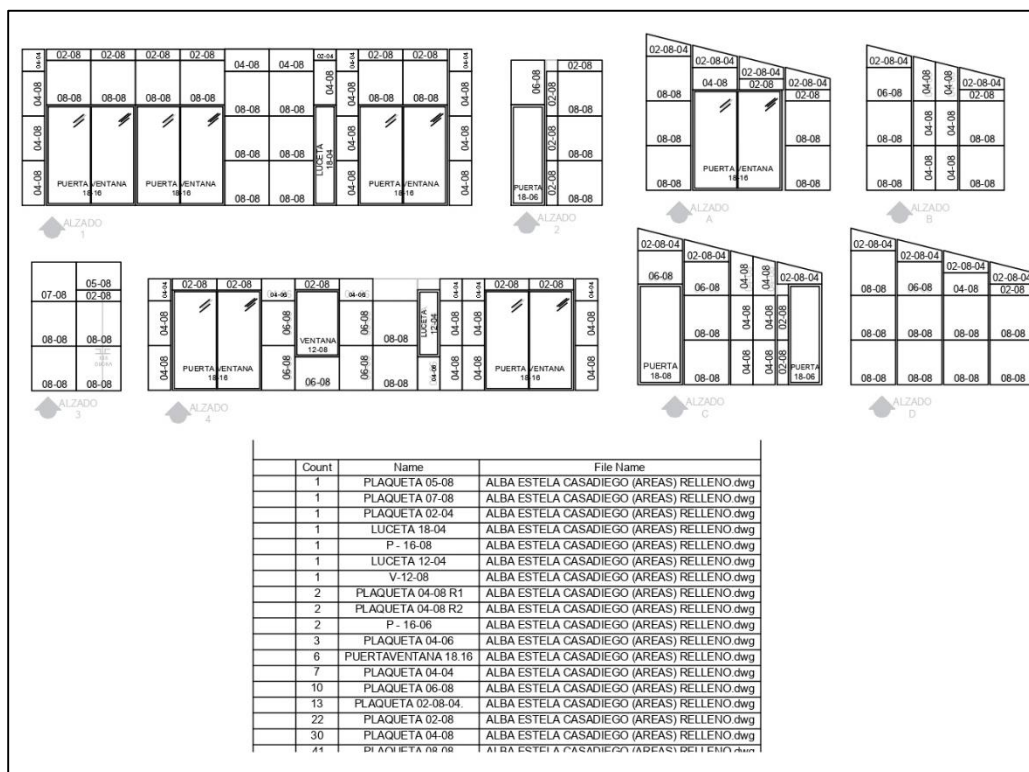 04-04 02-08 02-08 02-08 02-08 04-08 04-08 02-04 04-04 02-08 02-08 04-04
04-08 08-08 08-08 08-08 08-08 08-08 08-08 04-08 04-08 08-08 08-08 04-08
04-08 08-08 08-08 LUCETA 18-04 04-08 04-08
04-08 PUERTA VENTANA 18-16 PUERTA VENTANA 18-16 08-08 08-08 04-08 PUERTA VENTANA 18-16 04-08
ALZADO
1
06-08 02-08
02-08 08-08
02-08 08-08
PUERTA 18-06 02-08 08-08
ALZADO
2
02-08-04
02-08-04
08-08 04-08 02-08-04 02-08 02-08-04
02-08
08-08 08-08
PUERTA VENTANA 18-16
08-08 08-08
ALZADO
A
02-08-04
06-08 04-08 04-08 02-08-04
02-08
08-08 04-08 04-08 08-08
08-08 04-08 04-08 08-08
ALZADO
B
05-08
07-08 02-08
08-08 08-08
08-08 08-08
ALZADO
3
04-04 02-08 02-08 04-06 02-08 04-06 04-04 04-04 02-08 02-08 04-04
04-08 06-08 VENTANA 12-08 06-08 08-08 LUCETA 12-04 04-08 04-08 04-08
04-08 PUERTA VENTANA 18-16 06-08 06-08 06-08 08-08 04-06 04-08 04-08 PUERTA VENTANA 18-16 04-08
ALZADO
4
02-08-04
02-08-04
06-08 06-08 04-08 04-08 02-08-04
08-08 04-08 04-08 02-08
PUERTA 18-08 08-08 04-08 04-08 02-08 PUERTA 18-06
ALZADO
C
02-08-04
02-08-04
02-08-04
08-08 06-08 04-08 02-08-04
02-08
08-08 08-08 08-08 08-08
08-08 08-08 08-08 08-08
ALZADO
D
Count Name File Name
1 PLAQUETA 05-08 ALBA ESTELA CASADIEGO (AREAS) RELLENO.dwg
1 PLAQUETA 07-08 ALBA ESTELA CASADIEGO (AREAS) RELLENO.dwg
1 PLAQUETA 02-04 ALBA ESTELA CASADIEGO (AREAS) RELLENO.dwg
1 LUCETA 18-04 ALBA ESTELA CASADIEGO (AREAS) RELLENO.dwg
1 P - 16-08 ALBA ESTELA CASADIEGO (AREAS) RELLENO.dwg
1 LUCETA 12-04 ALBA ESTELA CASADIEGO (AREAS) RELLENO.dwg
1 V-12-08 ALBA ESTELA CASADIEGO (AREAS) RELLENO.dwg
2 PLAQUETA 04-08 R1 ALBA ESTELA CASADIEGO (AREAS) RELLENO.dwg
2 PLAQUETA 04-08 R2 ALBA ESTELA CASADIEGO (AREAS) RELLENO.dwg
2 P - 16-06 ALBA ESTELA CASADIEGO (AREAS) RELLENO.dwg
3 PLAQUETA 04-06 ALBA ESTELA CASADIEGO (AREAS) RELLENO.dwg
6 PUERTAVENTANA 18.16 ALBA ESTELA CASADIEGO (AREAS) RELLENO.dwg
7 PLAQUETA 04-04 ALBA ESTELA CASADIEGO (AREAS) RELLENO.dwg
10 PLAQUETA 06-08 ALBA ESTELA CASADIEGO (AREAS) RELLENO.dwg
13 PLAQUETA 02-08-04. ALBA ESTELA CASADIEGO (AREAS) RELLENO.dwg
22 PLAQUETA 02-08 ALBA ESTELA CASADIEGO (AREAS) RELLENO.dwg
30 PLAQUETA 04-08 ALBA ESTELA CASADIEGO (AREAS) RELLENO.dwg
41 PLAQUETA 08-08 ALBA ESTELA CASADIEGO (AREAS) RELLENO.dwg